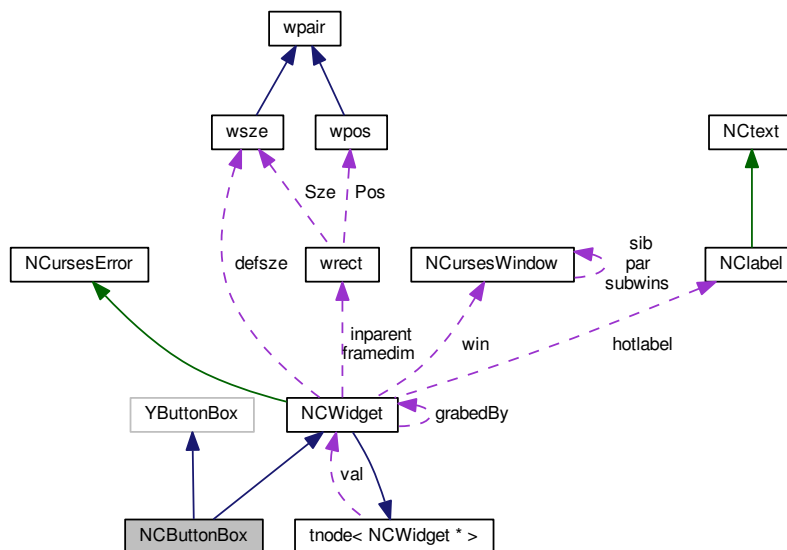 wpair
wsze
wpos
NCtext
Sze
Pos
NCursesError
defsze
wrect
NCursesWindow
sib
par
subwins
NClabel
inparent
framedim
win
hotlabel
YButtonBox
NCWidget
grabedBy
val
NCButtonBox
tnode< NCWidget * >